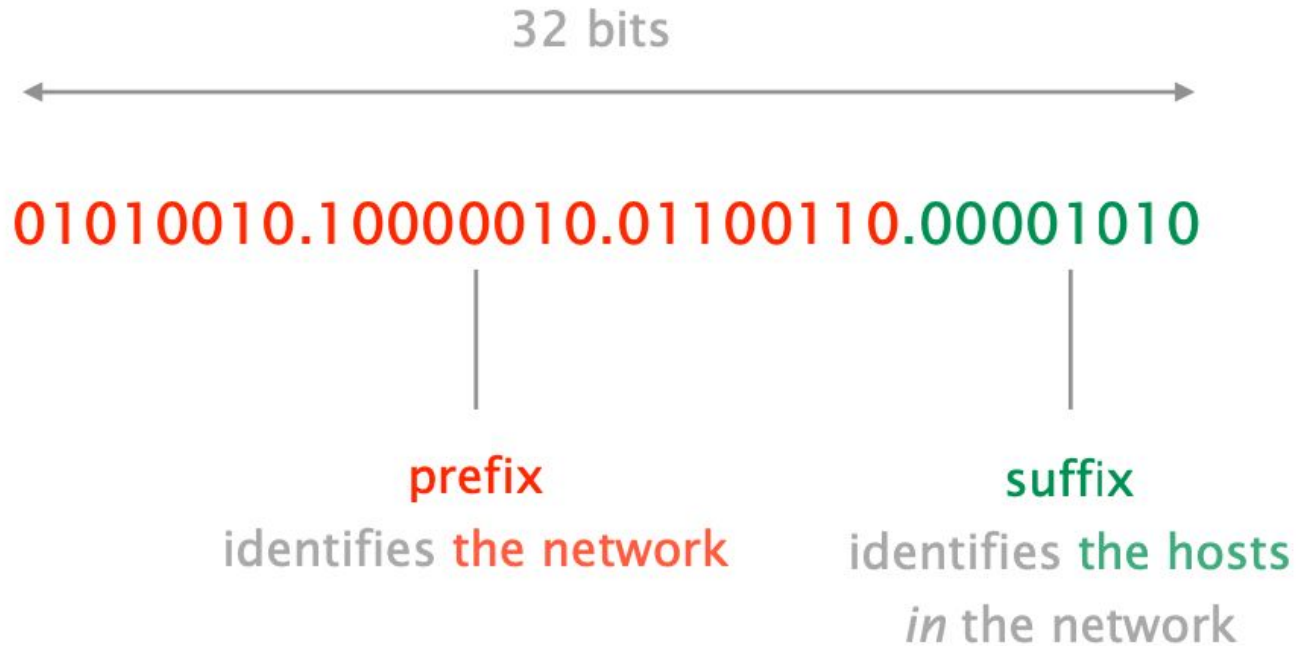 32 bits
01010010.10000010.01100110.00001010
prefix
identifies the network
suffix
identifies the hosts
in the network